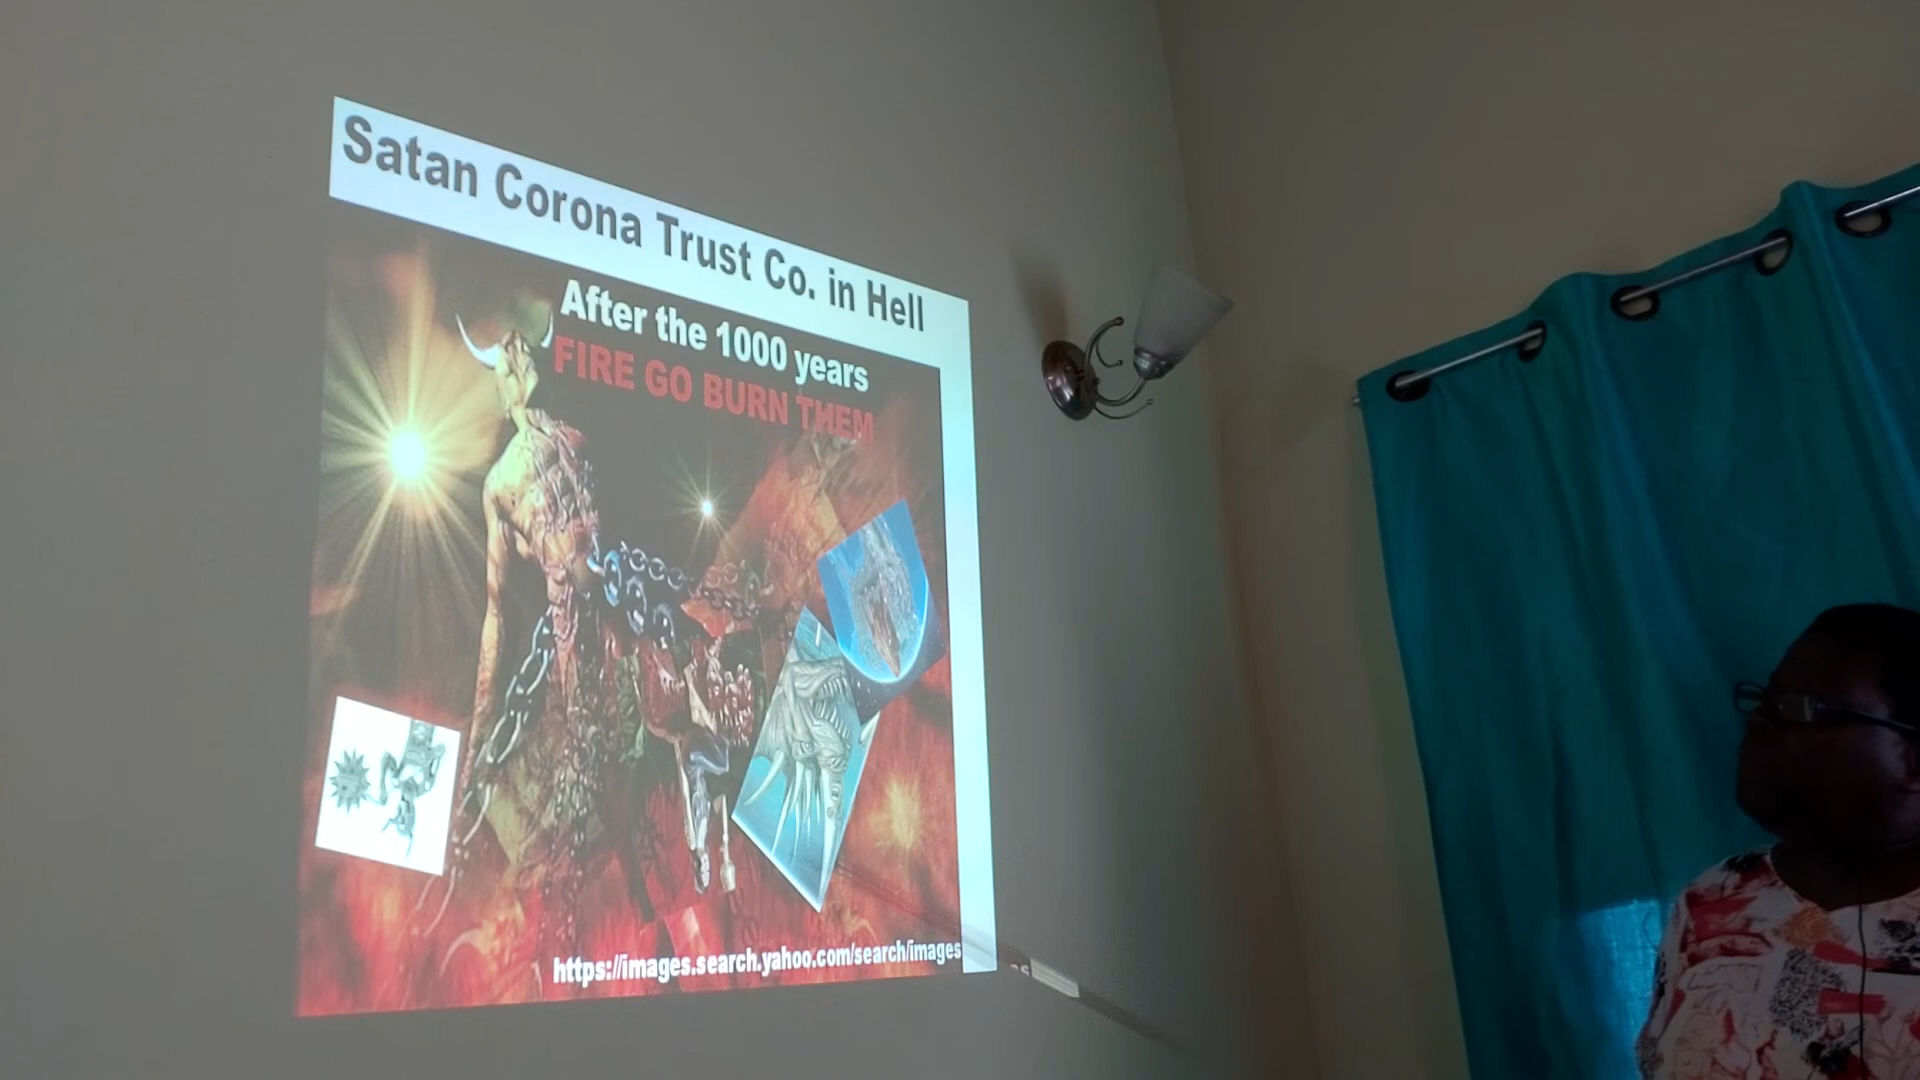 Satan Corona Trust Co. in Hell
After the 1000 years
FIRE GO BURN THEM
https://images.search.yahoo.com/search/images